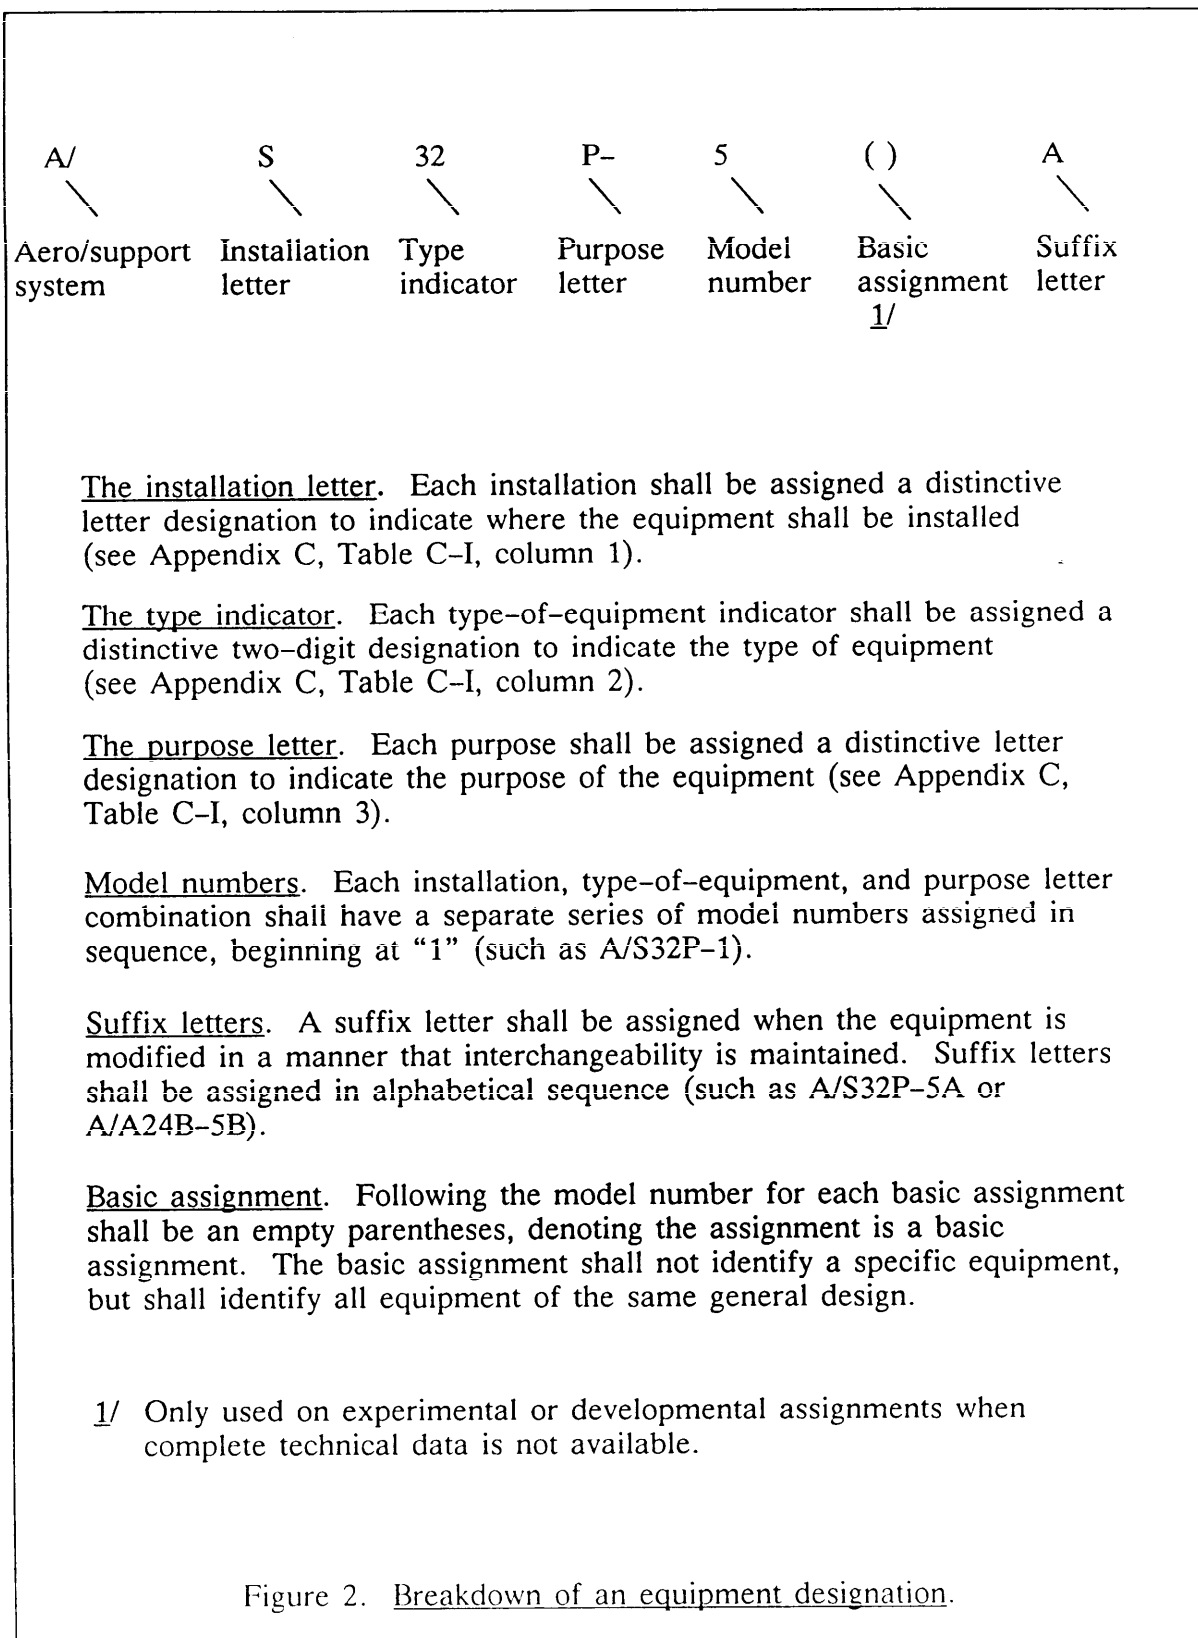 A/ S 32 P– 5 ( ) A
Aero/support Installation Type Purpose Model Basic Suffix
system letter indicator letter number assignment letter
1/
The installation letter. Each installation shall be assigned a distinctive
letter designation to indicate where the equipment shall be installed
(see Appendix C, Table C–I, column 1).
The type indicator. Each type–of–equipment indicator shall be assigned a
distinctive two–digit designation to indicate the type of equipment
(see Appendix C, Table C–I, column 2).
The purpose letter. Each purpose shall be assigned a distinctive letter
designation to indicate the purpose of the equipment (see Appendix C,
Table C–I, column 3).
Model numbers. Each installation, type–of–equipment, and purpose letter
combination shall have a separate series of model numbers assigned in
sequence, beginning at “1” (such as A/S32P–1).
Suffix letters. A suffix letter shall be assigned when the equipment is
modified in a manner that interchangeability is maintained. Suffix letters
shall be assigned in alphabetical sequence (such as A/S32P–5A or
A/A24B–5B).
Basic assignment. Following the model number for each basic assignment
shall be an empty parentheses, denoting the assignment is a basic
assignment. The basic assignment shall not identify a specific equipment,
but shall identify all equipment of the same general design.
1/ Only used on experimental or developmental assignments when
complete technical data is not available.
Figure 2. Breakdown of an equipment designation.